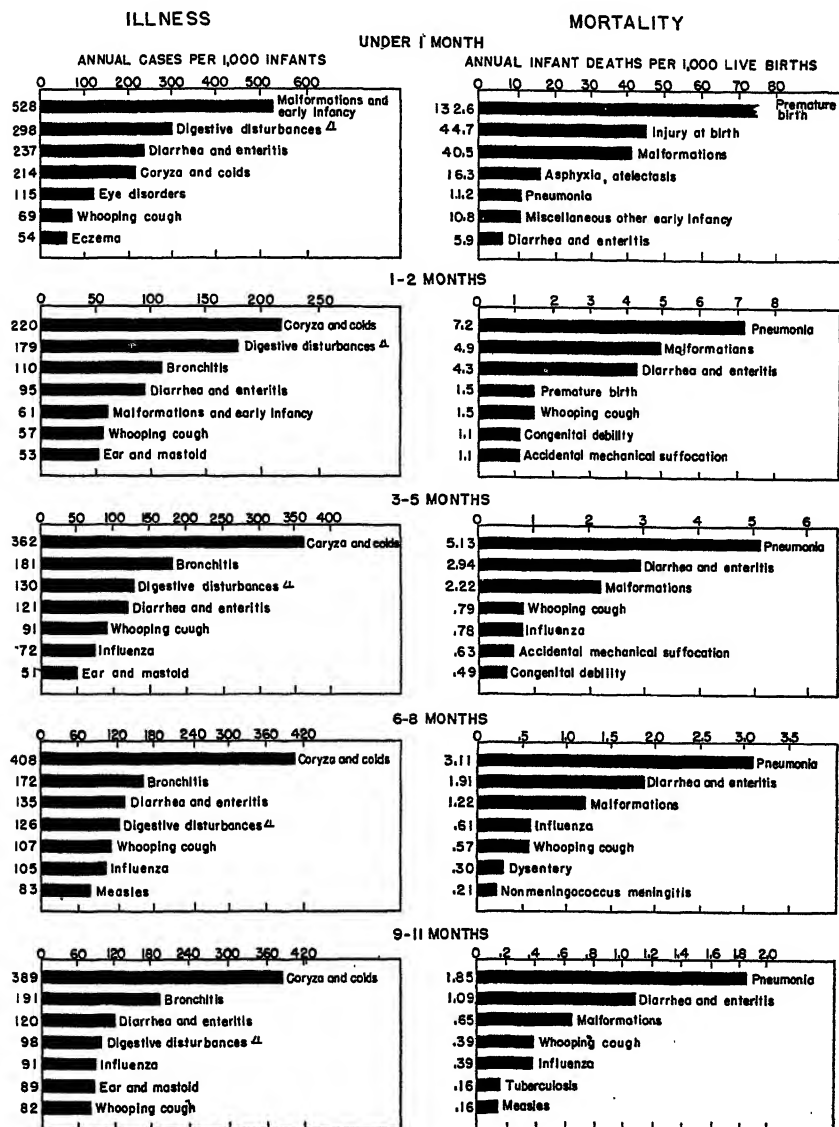 ILLNESS
MORTALITY
UNDER 1 MONTH
ANNUAL CASES PER 1,000 INFANTS
0 100 200 300 400 500 600
528 Malformations and
early infancy
298 Digestive disturbances 1/
237 Diarrhea and enteritis
214 Coryza and colds
115 Eye disorders
69 Whooping cough
54 Eczema
ANNUAL INFANT DEATHS PER 1,000 LIVE BIRTHS
0 10 20 30 40 50 60 70 80
132.6 Premature
birth
44.7 Injury at birth
40.5 Malformations
16.3 Asphyxia, atelectasis
11.2 Pneumonia
10.8 Miscellaneous other early infancy
5.9 Diarrhea and enteritis
1-2 MONTHS
0 50 100 150 200 250
220 Coryza and colds
179 Digestive disturbances 1/
110 Bronchitis
95 Diarrhea and enteritis
61 Malformations and early infancy
57 Whooping cough
53 Ear and mastoid
0 1 2 3 4 5 6 7 8
7.2 Pneumonia
4.9 Malformations
4.3 Diarrhea and enteritis
1.5 Premature birth
1.5 Whooping cough
1.1 Congenital debility
1.1 Accidental mechanical suffocation
3-5 MONTHS
0 50 100 150 200 250 300 350 400
362 Coryza and colds
181 Bronchitis
130 Digestive disturbances 1/
121 Diarrhea and enteritis
91 Whooping cough
72 Influenza
51 Ear and mastoid
0 1 2 3 4 5 6
5.13 Pneumonia
2.94 Diarrhea and enteritis
2.22 Malformations
.79 Whooping cough
.78 Influenza
.63 Accidental mechanical suffocation
.49 Congenital debility
6-8 MONTHS
0 60 120 180 240 300 360 420
408 Coryza and colds
172 Bronchitis
135 Diarrhea and enteritis
126 Digestive disturbances 1/
107 Whooping cough
105 Influenza
83 Measles
0 .5 1.0 1.5 2.0 2.5 3.0 3.5
3.11 Pneumonia
1.91 Diarrhea and enteritis
1.22 Malformations
.61 Influenza
.57 Whooping cough
.30 Dysentery
.21 Nonmeningococcus meningitis
9-11 MONTHS
0 60 120 180 240 300 360 420
389 Coryza and colds
191 Bronchitis
120 Diarrhea and enteritis
98 Digestive disturbances 1/
91 Influenza
89 Ear and mastoid
82 Whooping cough
0 .2 .4 .6 .8 1.0 1.2 1.4 1.6 1.8 2.0
1.85 Pneumonia
1.09 Diarrhea and enteritis
.65 Malformations
.39 Whooping cough
.39 Influenza
.16 Tuberculosis
.16 Measles